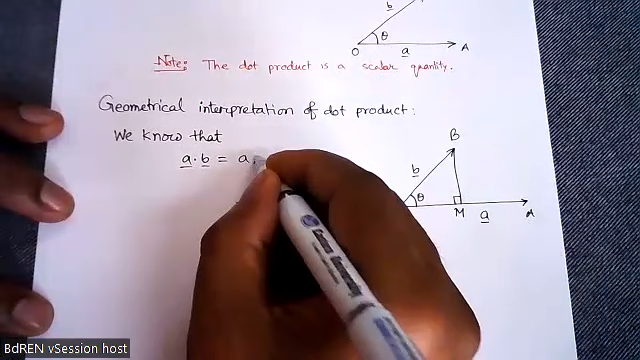 b
θ
O
a
A
Note: The dot product is a scalar quantity.
Geometrical interpretation of dot product:
We know that
a · b = a
B
b
θ
M
a
A
BdREN vSession host